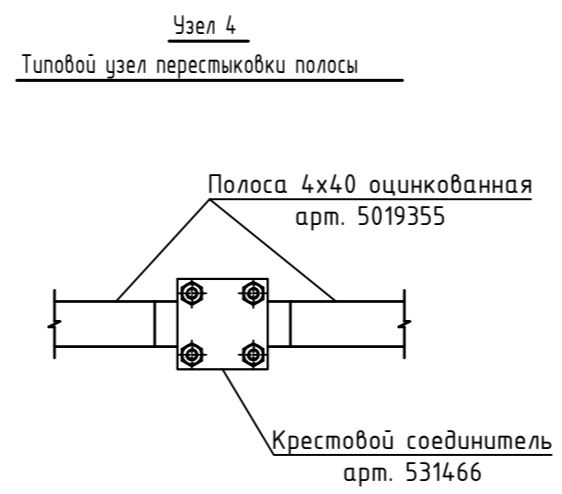 Узел 4
Типовой узел перестыковки полосы
Полоса 4х40 оцинкованная
арт. 5019355
Крестовой соединитель
арт. 531466